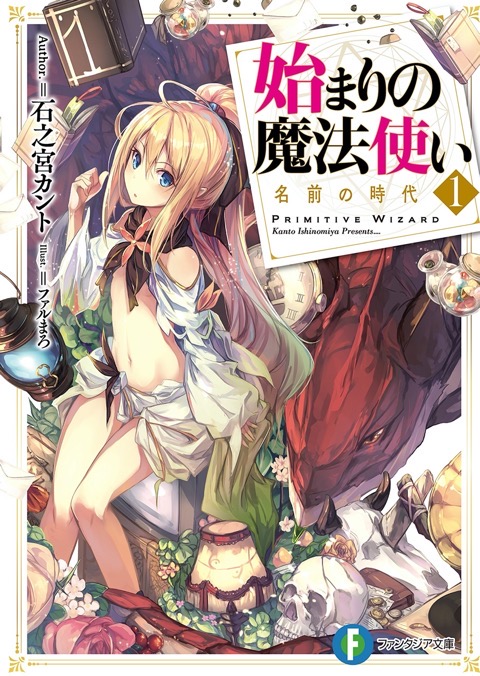 始まりの
魔法使い
名前の時代 1
PRIMITIVE WIZARD
Kanto Ishinomiya Presents...
Author.=石之宮カント
Illust.=ファルまろ
F ファンタジア文庫